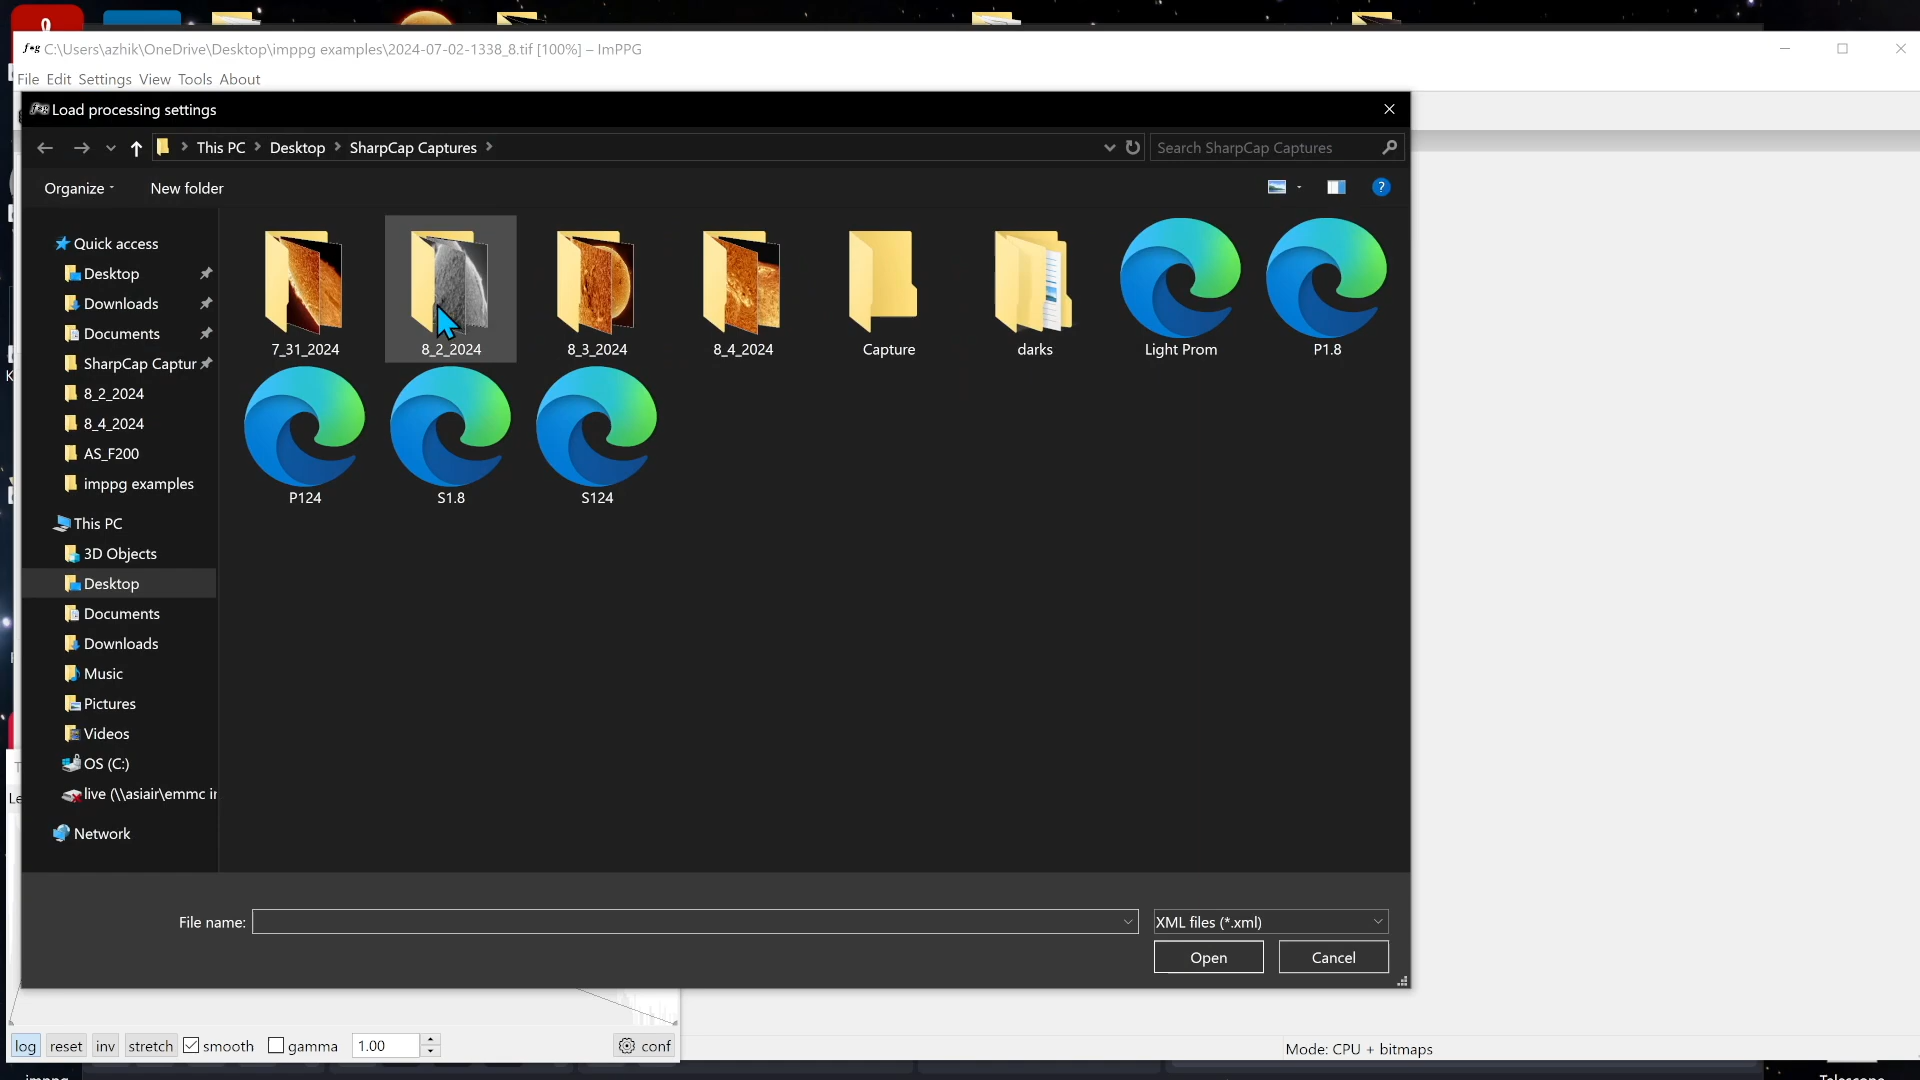 C:\Users\azhik\OneDrive\Desktop\imppg examples\2024-07-02-1338_8.tif [100%] – ImPPG
File Edit Settings View Tools About
Load processing settings
This PC > Desktop > SharpCap Captures >
Search SharpCap Captures
Organize
New folder
?
Quick access
Desktop
Downloads
Documents
SharpCap Captur
8_2_2024
8_4_2024
AS_F200
imppg examples
This PC
3D Objects
Desktop
Documents
Downloads
Music
Pictures
Videos
OS (C:)
live (\\asiair\emmc ir
Network
7_31_2024
8_2_2024
8_3_2024
8_4_2024
Capture
darks
Light Prom
P1.8
P124
S1.8
S124
File name:
XML files (*.xml)
Open
Cancel
log
reset
inv
stretch
smooth
gamma
1.00
conf
Mode: CPU + bitmaps